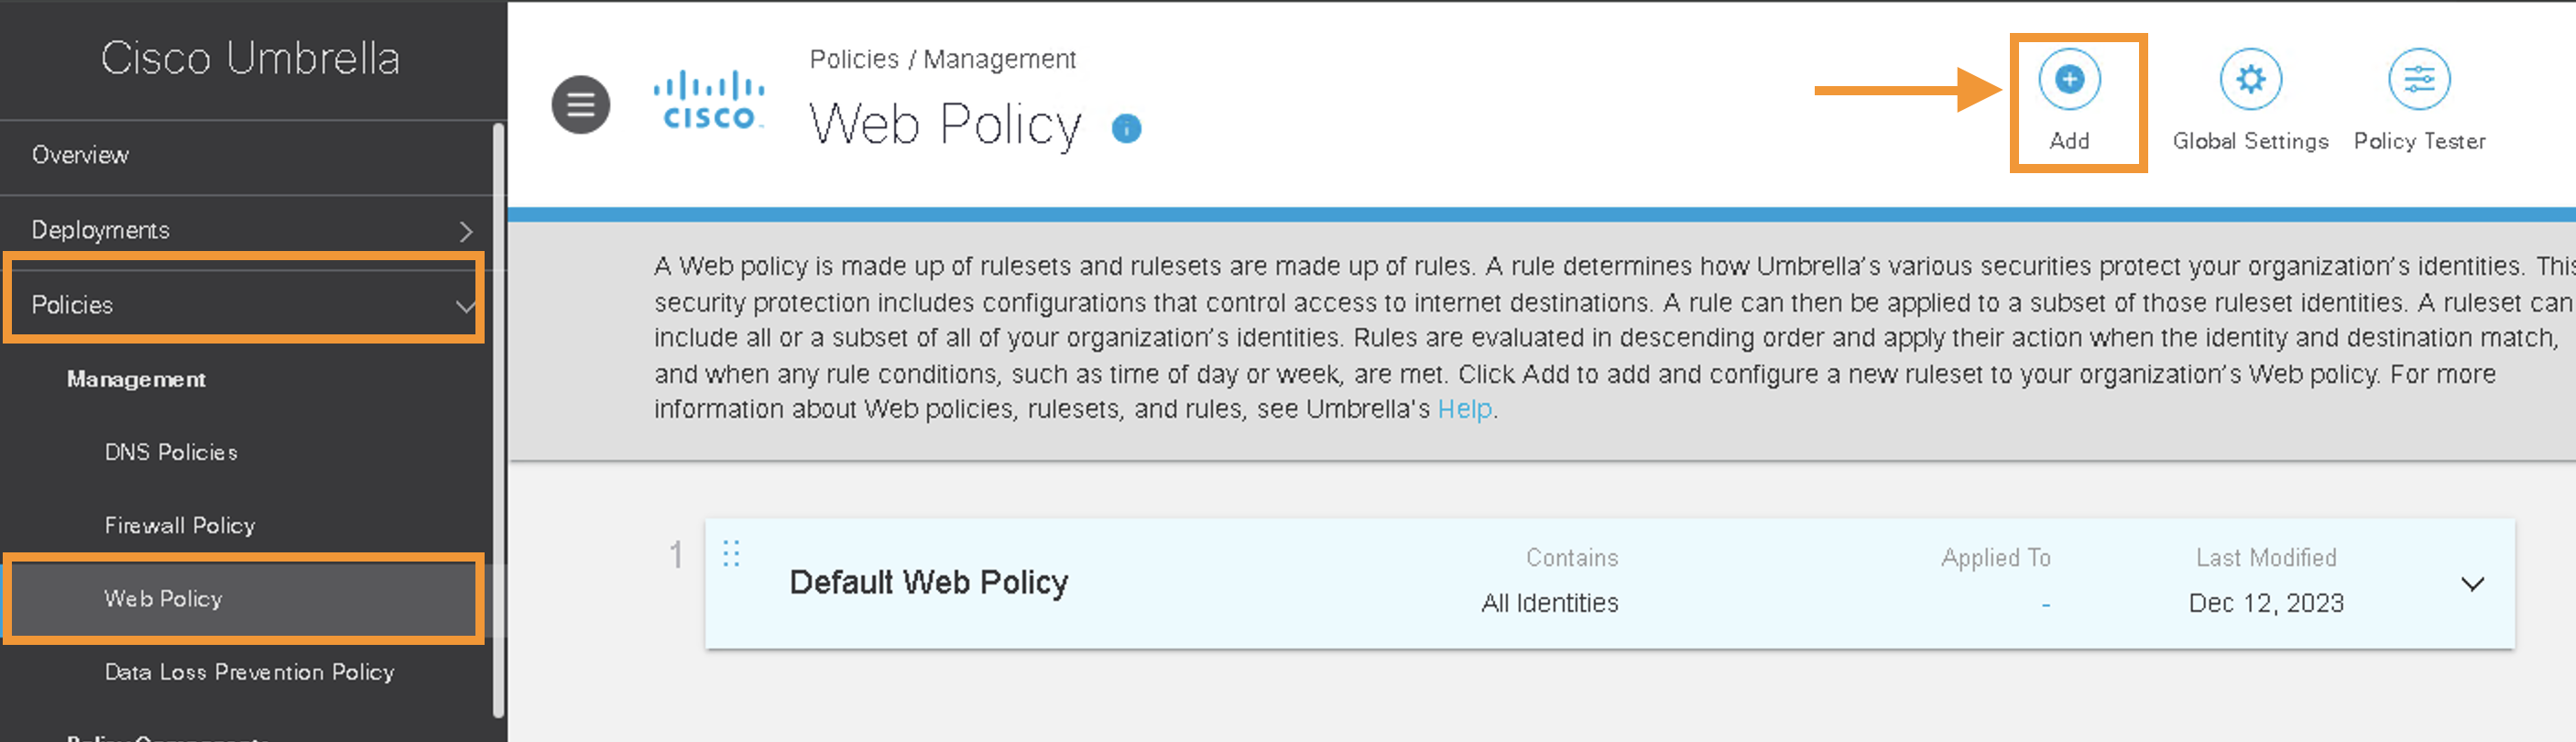 Cisco Umbrella
Overview
Deployments
Policies
Management
DNS Policies
Firewall Policy
Web Policy
Data Loss Prevention Policy
CISCO
Policies / Management
Web Policy
Add
Global Settings
Policy Tester
A Web policy is made up of rulesets and rulesets are made up of rules. A rule determines how Umbrella's various securities protect your organization's identities. This
security protection includes configurations that control access to internet destinations. A rule can then be applied to a subset of those ruleset identities. A ruleset can
include all or a subset of all of your organization's identities. Rules are evaluated in descending order and apply their action when the identity and destination match,
and when any rule conditions, such as time of day or week, are met. Click Add to add and configure a new ruleset to your organization's Web policy. For more
information about Web policies, rulesets, and rules, see Umbrella's Help.
1
Default Web Policy
Contains
All Identities
Applied To
-
Last Modified
Dec 12, 2023